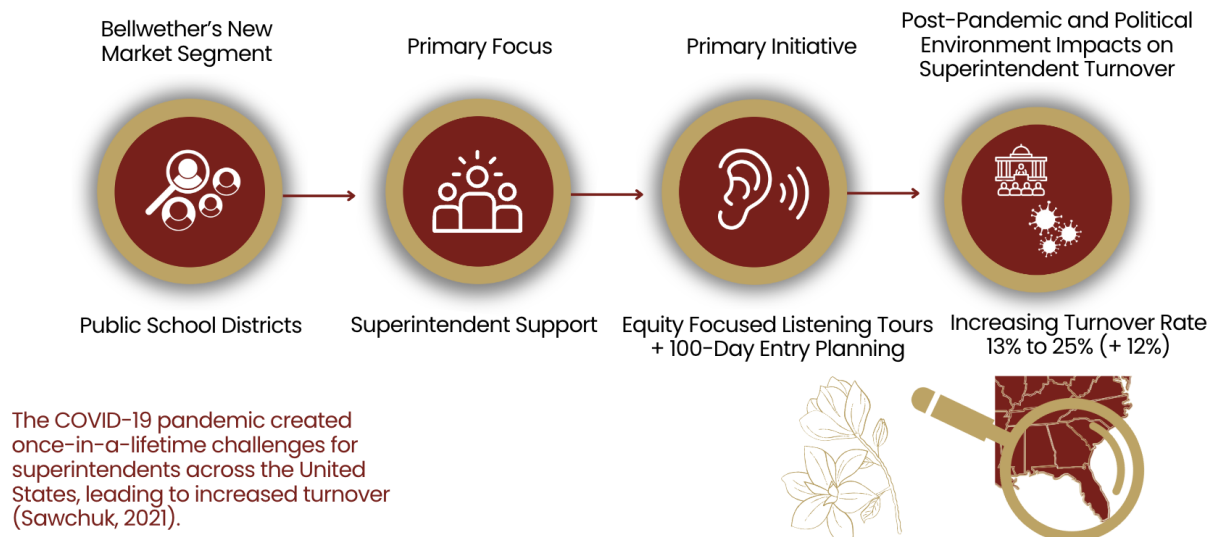 Bellwether's New
Market Segment
Primary Focus
Primary Initiative
Post-Pandemic and Political
Environment Impacts on
Superintendent Turnover
Public School Districts
Superintendent Support
Equity Focused Listening Tours
+ 100-Day Entry Planning
Increasing Turnover Rate
13% to 25% (+ 12%)
The COVID-19 pandemic created
once-in-a-lifetime challenges for
superintendents across the United
States, leading to increased turnover
(Sawchuk, 2021).